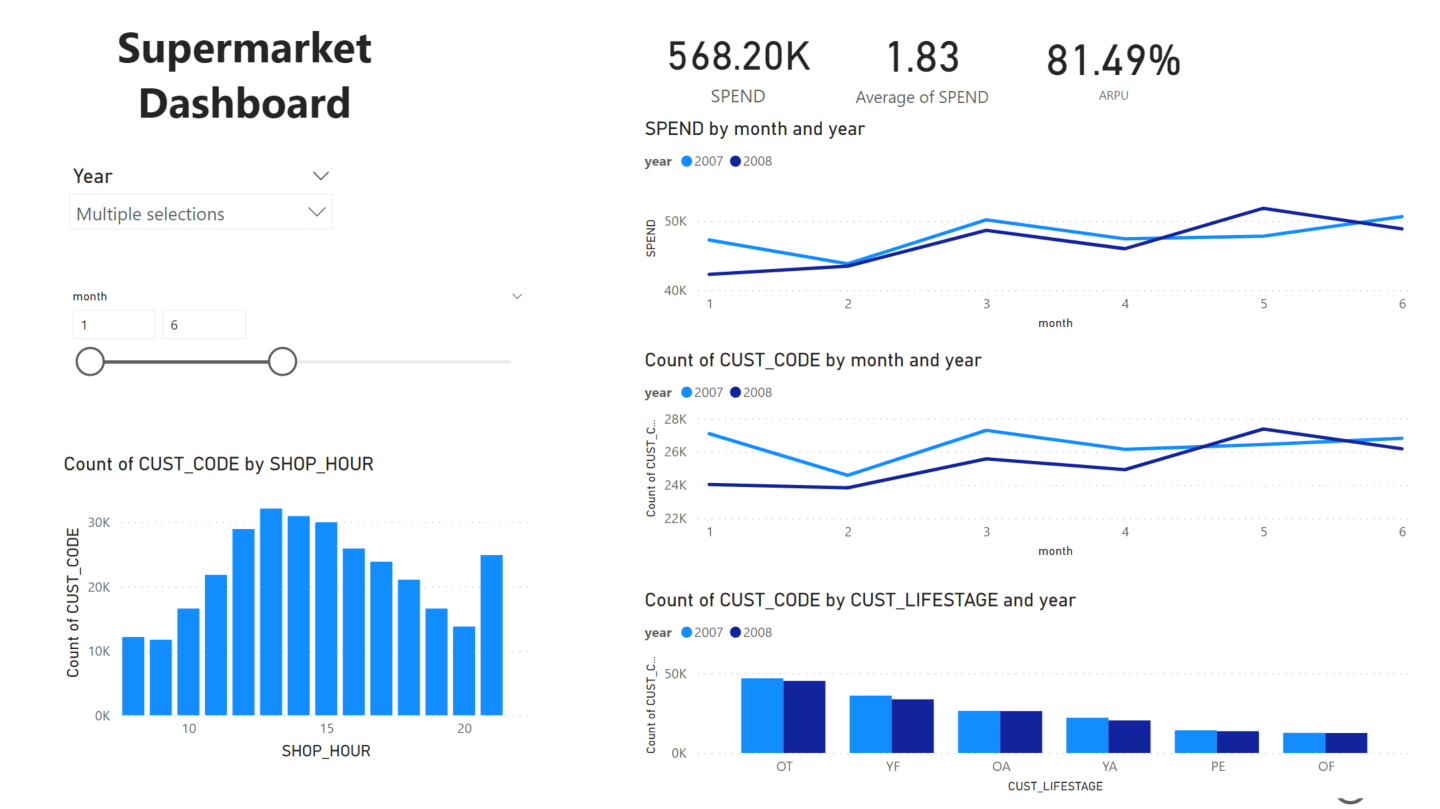 Supermarket
Dashboard
Year
Multiple selections
month
1
6
Count of CUST_CODE by SHOP_HOUR
Count of CUST_CODE
30K
20K
10K
0K
10
15
20
SHOP_HOUR
568.20K
SPEND
1.83
Average of SPEND
81.49%
ARPU
SPEND by month and year
year 2007 2008
SPEND
50K
40K
1 2 3 4 5 6
month
Count of CUST_CODE by month and year
year 2007 2008
Count of CUST_C...
28K
26K
24K
22K
1 2 3 4 5 6
month
Count of CUST_CODE by CUST_LIFESTAGE and year
year 2007 2008
Count of CUST_C...
50K
0K
OT YF OA YA PE OF
CUST_LIFESTAGE